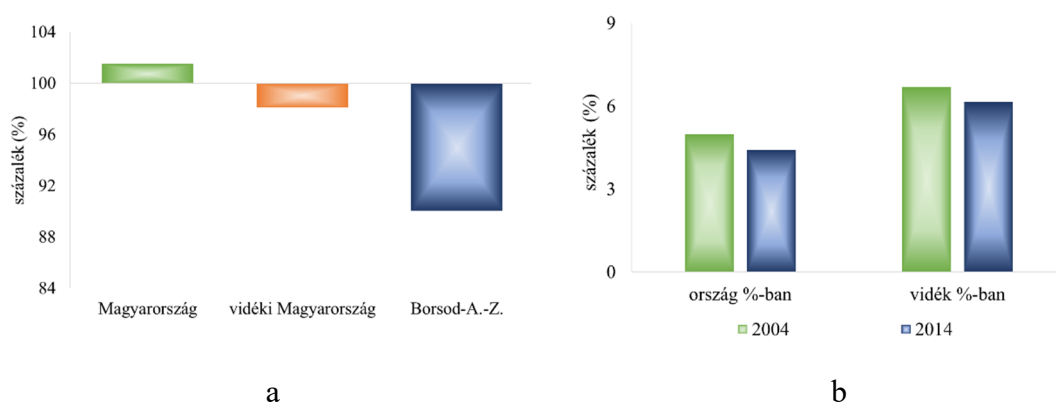 104
100
96
92
88
84
százalék (%)
Magyarország
vidéki Magyarország
Borsod-A.-Z.
a
9
6
3
0
százalék (%)
ország %-ban
vidék %-ban
2004
2014
b